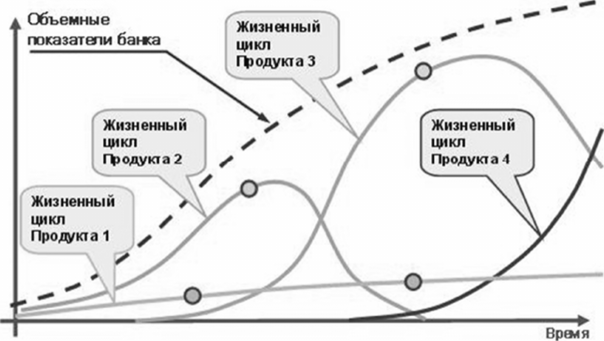 Объемные
показатели банка
Жизненный
цикл
Продукта 3
Жизненный
цикл
Продукта 2
Жизненный
цикл
Продукта 4
Жизненный
цикл
Продукта 1
Время